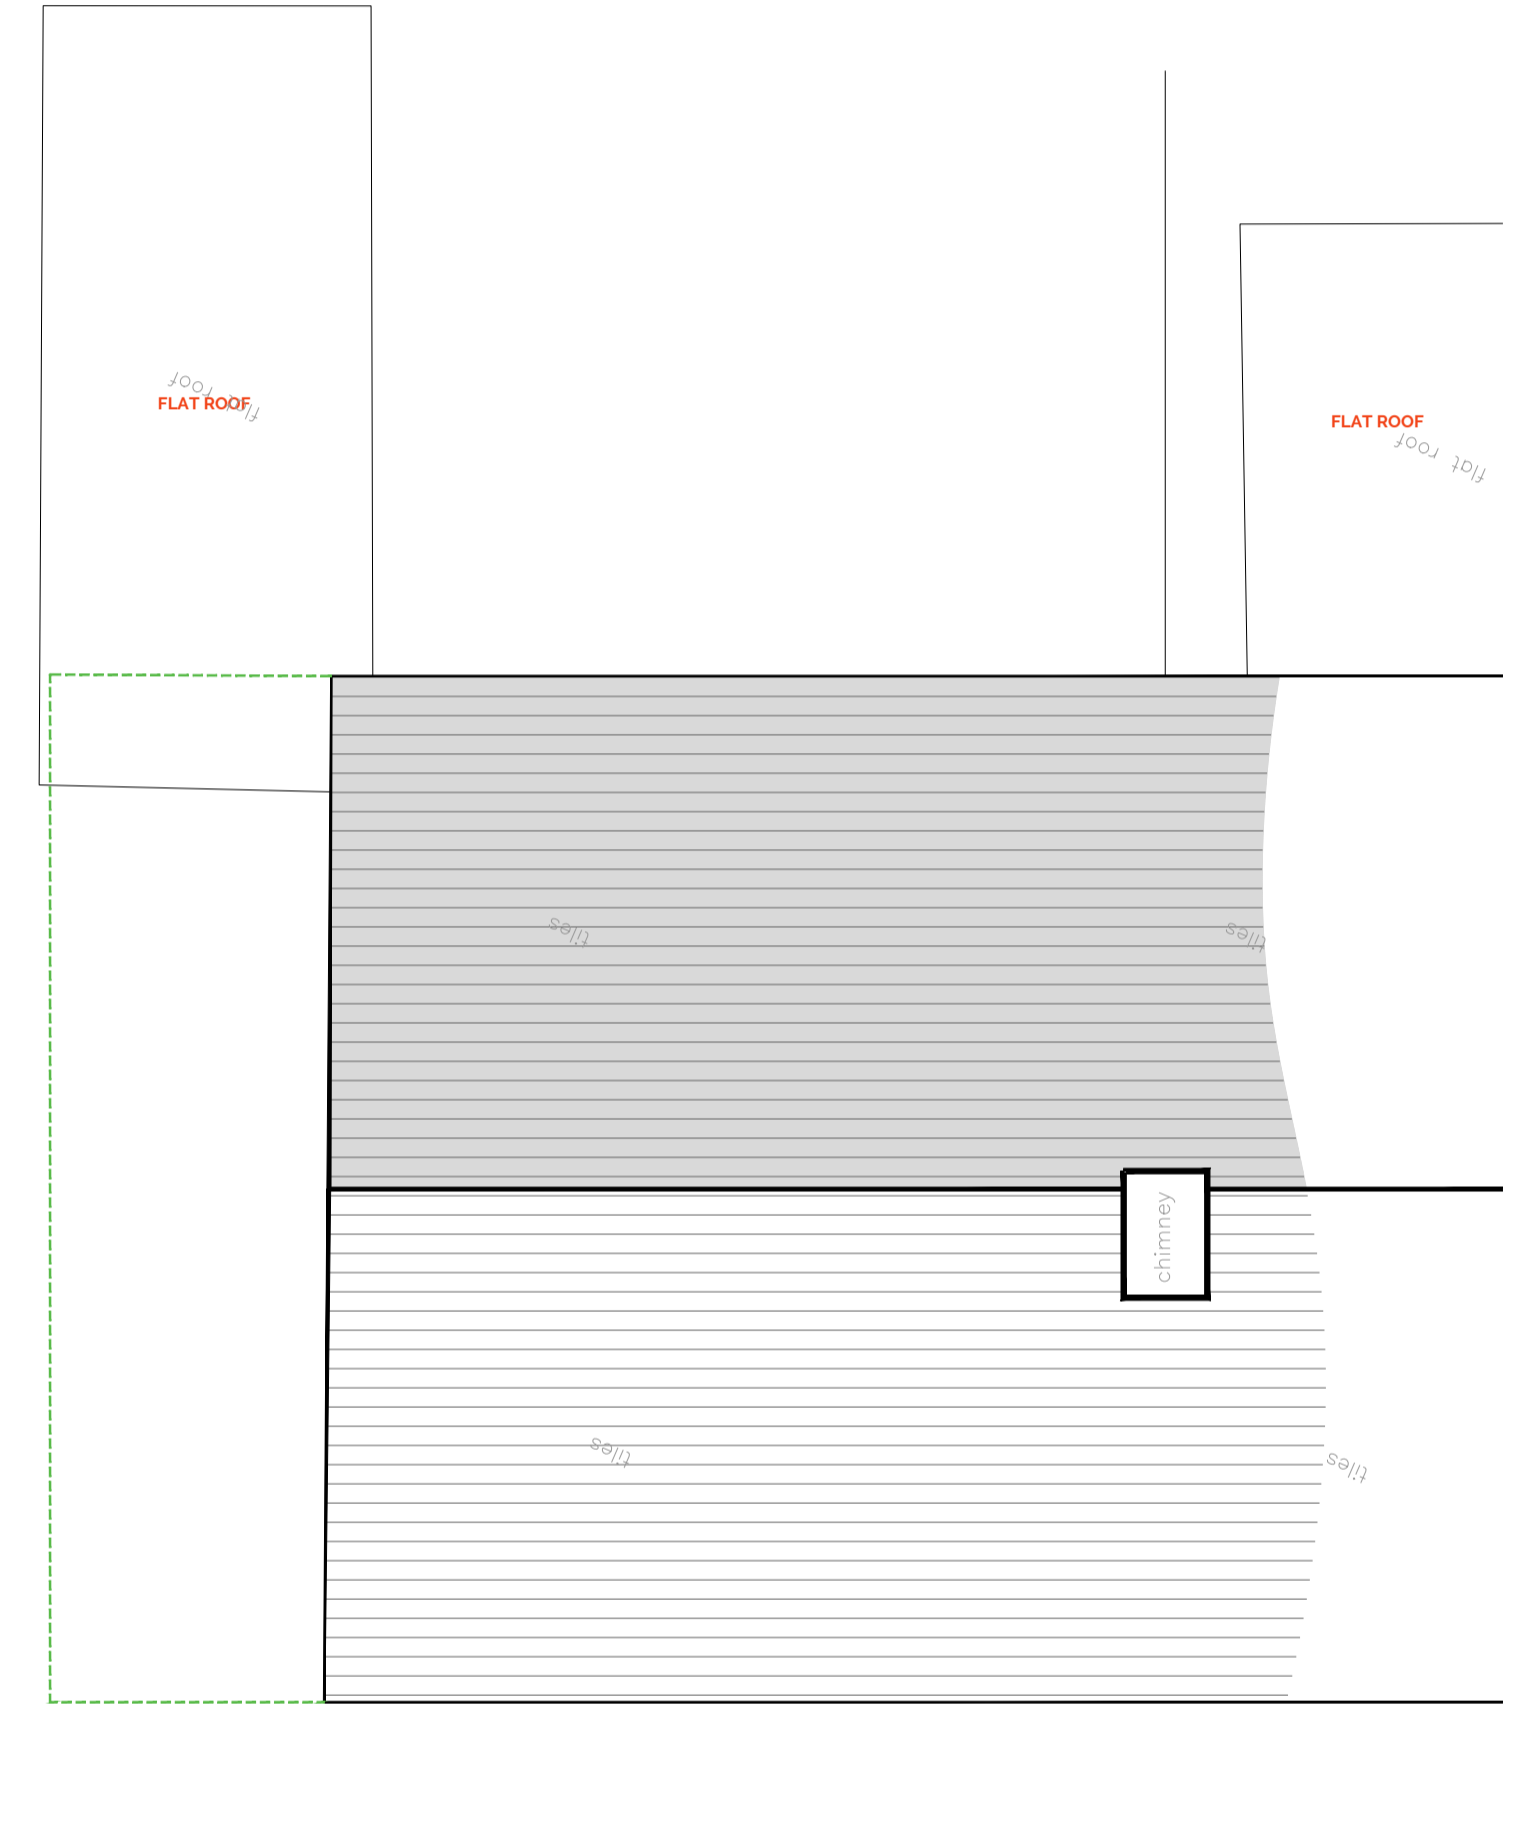 flat roof
FLAT ROOF
FLAT ROOF
flat roof
tiles
tiles
chimney
tiles
tiles